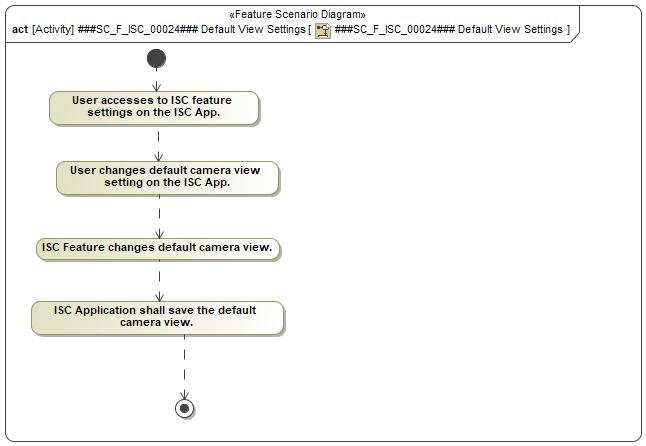 «Feature Scenario Diagram»
act [Activity] ###SC_F_ISC_00024### Default View Settings [ ###SC_F_ISC_00024### Default View Settings ]
User accesses to ISC feature
settings on the ISC App.
User changes default camera view
setting on the ISC App.
ISC Feature changes default camera view.
ISC Application shall save the default
camera view.